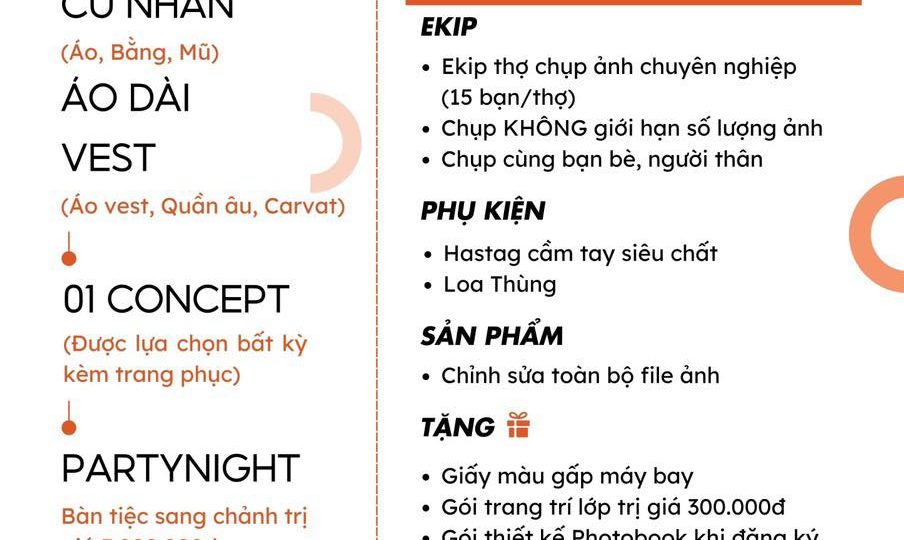 CỬ NHÂN
(Áo, Bằng, Mũ)
ÁO DÀI
VEST
(Áo vest, Quần âu, Carvat)
01 CONCEPT
(Được lựa chọn bất kỳ
kèm trang phục)
PARTYNIGHT
Bàn tiệc sang chảnh trị
EKIP
• Ekip thợ chụp ảnh chuyên nghiệp
(15 bạn/thợ)
• Chụp KHÔNG giới hạn số lượng ảnh
• Chụp cùng bạn bè, người thân
PHỤ KIỆN
• Hastag cầm tay siêu chất
• Loa Thùng
SẢN PHẨM
• Chỉnh sửa toàn bộ file ảnh
TẶNG
• Giấy màu gấp máy bay
• Gói trang trí lớp trị giá 300.000đ
• Gói thiết kế Photobook khi đăng ký